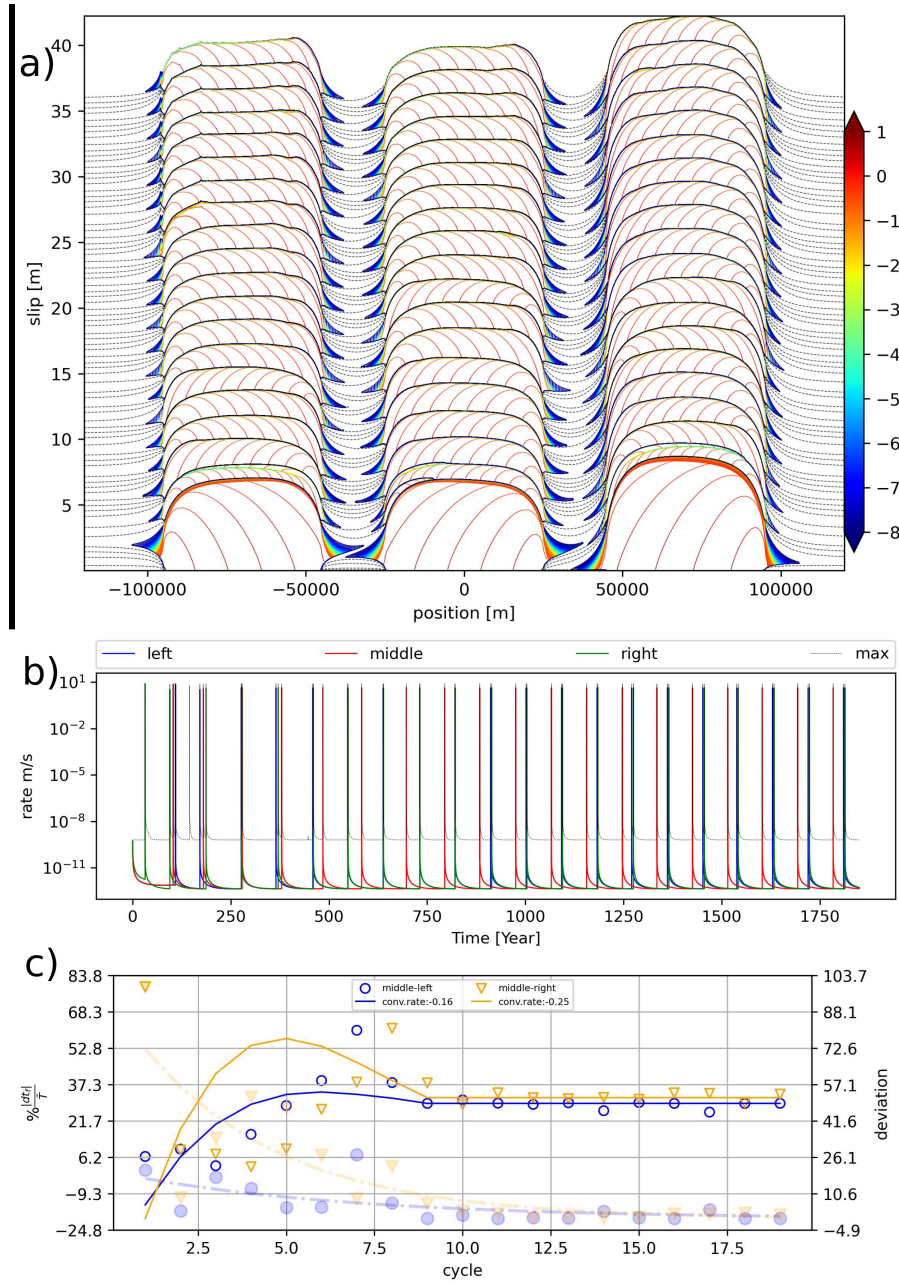 a)
40
35
30
25
20
15
10
5
slip [m]
−100000 −50000 0 50000 100000
position [m]
1
0
−1
−2
−3
−4
−5
−6
−7
−8
b)
left middle right max
10¹
10⁻²
10⁻⁵
10⁻⁸
10⁻¹¹
rate m/s
0 250 500 750 1000 1250 1500 1750
Time [Year]
c)
middle-left middle-right
conv.rate:-0.16 conv.rate:-0.25
83.8
68.3
52.8
37.3
21.7
6.2
−9.3
−24.8
% |dtr| / T̄
103.7
88.1
72.6
57.1
41.6
26.1
10.6
−4.9
deviation
2.5 5.0 7.5 10.0 12.5 15.0 17.5
cycle